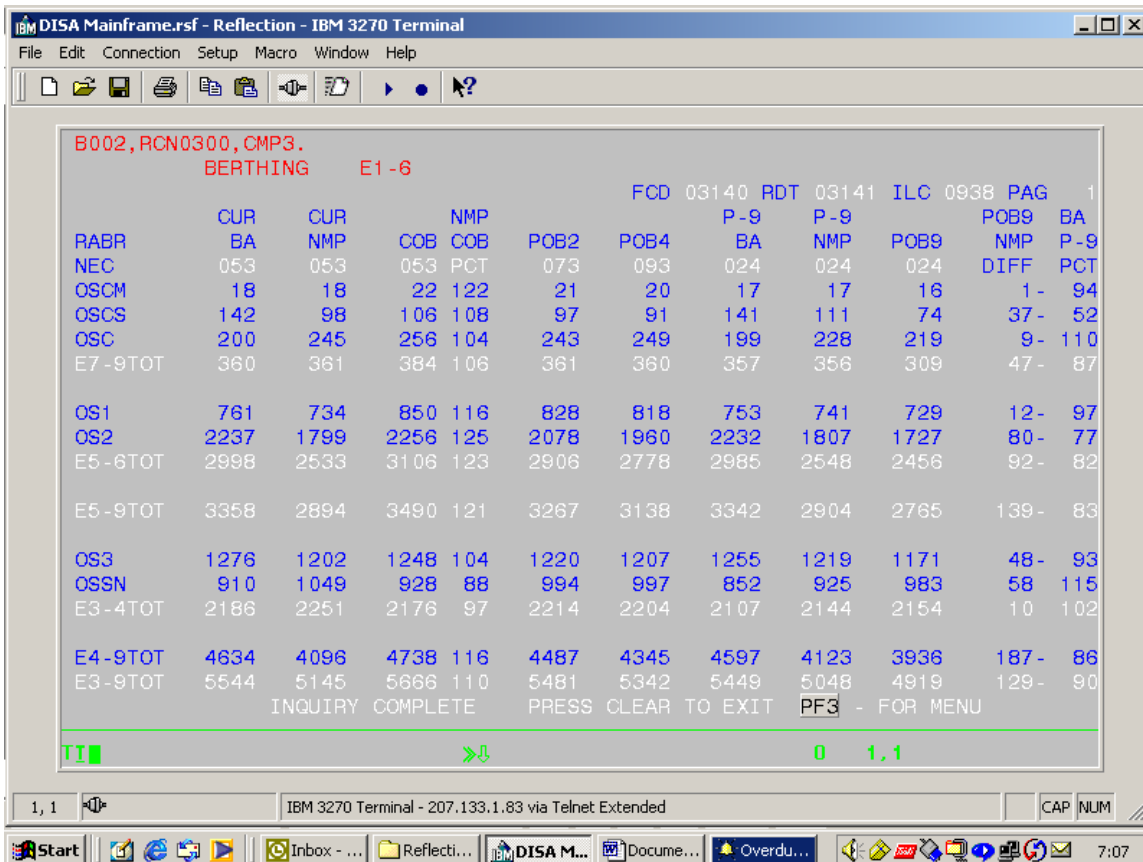 DISA Mainframe.rsf - Reflection - IBM 3270 Terminal
File Edit Connection Setup Macro Window Help
B002,RCN0300,CMP3.
BERTHING E1-6
FCD 03140 RDT 03141 ILC 0938 PAG 1
CUR CUR NMP P-9 P-9 POB9 BA
RABR BA NMP COB COB POB2 POB4 BA NMP POB9 NMP P-9
NEC 053 053 053 PCT 073 093 024 024 024 DIFF PCT
OSCM 18 18 22 122 21 20 17 17 16 1- 94
OSCS 142 98 106 108 97 91 141 111 74 37- 52
OSC 200 245 256 104 243 249 199 228 219 9- 110
E7-9TOT 360 361 384 106 361 360 357 356 309 47- 87
OS1 761 734 850 116 828 818 753 741 729 12- 97
OS2 2237 1799 2256 125 2078 1960 2232 1807 1727 80- 77
E5-6TOT 2998 2533 3106 123 2906 2778 2985 2548 2456 92- 82
E5-9TOT 3358 2894 3490 121 3267 3138 3342 2904 2765 139- 83
OS3 1276 1202 1248 104 1220 1207 1255 1219 1171 48- 93
OSSN 910 1049 928 88 994 997 852 925 983 58 115
E3-4TOT 2186 2251 2176 97 2214 2204 2107 2144 2154 10 102
E4-9TOT 4634 4096 4738 116 4487 4345 4597 4123 3936 187- 86
E3-9TOT 5544 5145 5666 110 5481 5342 5449 5048 4919 129- 90
INQUIRY COMPLETE PRESS CLEAR TO EXIT PF3 - FOR MENU
0 1,1
1, 1 IBM 3270 Terminal - 207.133.1.83 via Telnet Extended CAP NUM
Start Inbox - ... Reflecti... DISA M... Docume... Overdu... 7:07